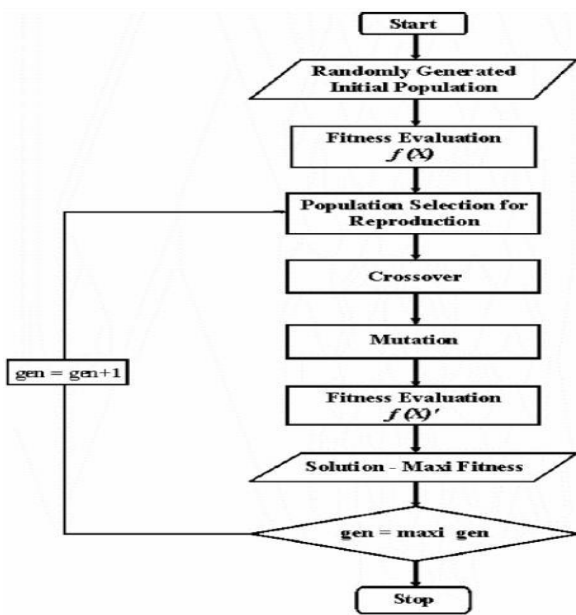 Start
Randomly Generated
Initial Population
Fitness Evaluation
f (X)
Population Selection for
Reproduction
Crossover
Mutation
gen = gen+1
Fitness Evaluation
f (X)'
Solution - Maxi Fitness
gen = maxi gen
Stop